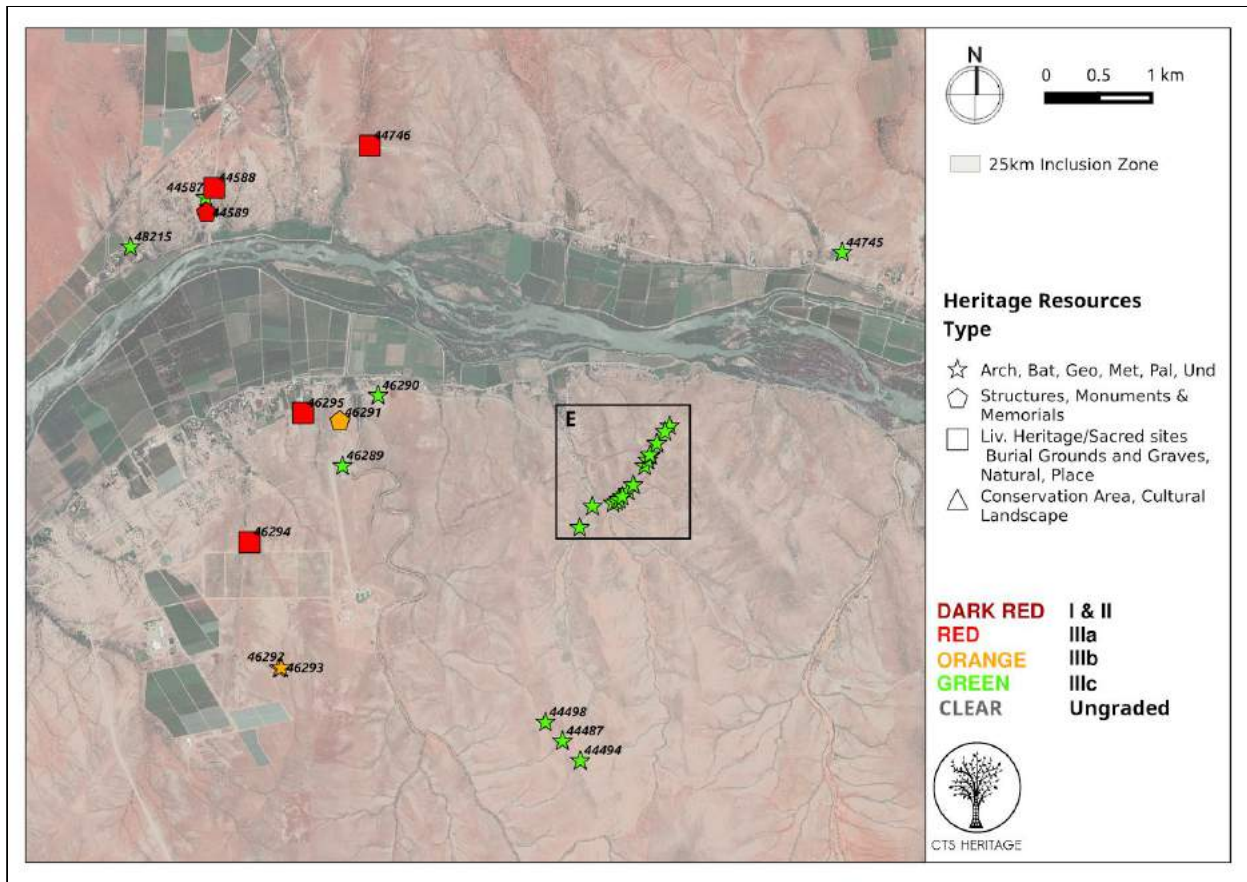 44746
44588
44587
44589
48215
44745
46290
46295
46291
46289
E
46294
46292
46293
44498
44487
44494
N
0 0.5 1 km
25km Inclusion Zone
Heritage Resources
Type
Arch, Bat, Geo, Met, Pal, Und
Structures, Monuments &
Memorials
Liv. Heritage/Sacred sites
Burial Grounds and Graves,
Natural, Place
Conservation Area, Cultural
Landscape
DARK RED I & II
RED IIIa
ORANGE IIIb
GREEN IIIc
CLEAR Ungraded
CTS HERITAGE